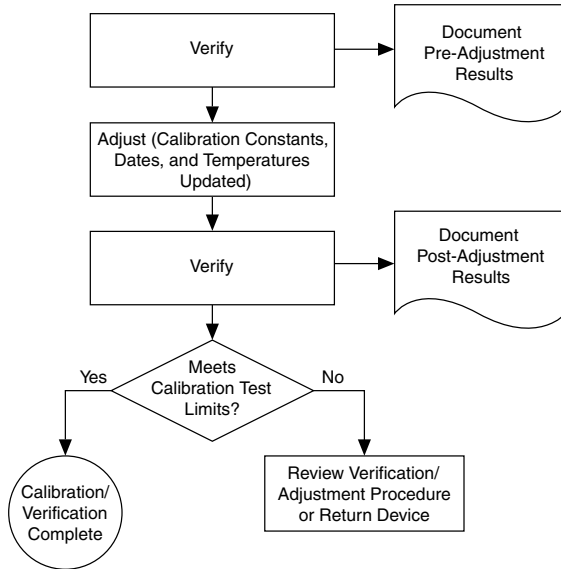 Verify
Document
Pre-Adjustment
Results
Adjust (Calibration Constants,
Dates, and Temperatures
Updated)
Verify
Document
Post-Adjustment
Results
Meets
Calibration Test
Limits?
Yes
No
Calibration/
Verification
Complete
Review Verification/
Adjustment Procedure
or Return Device